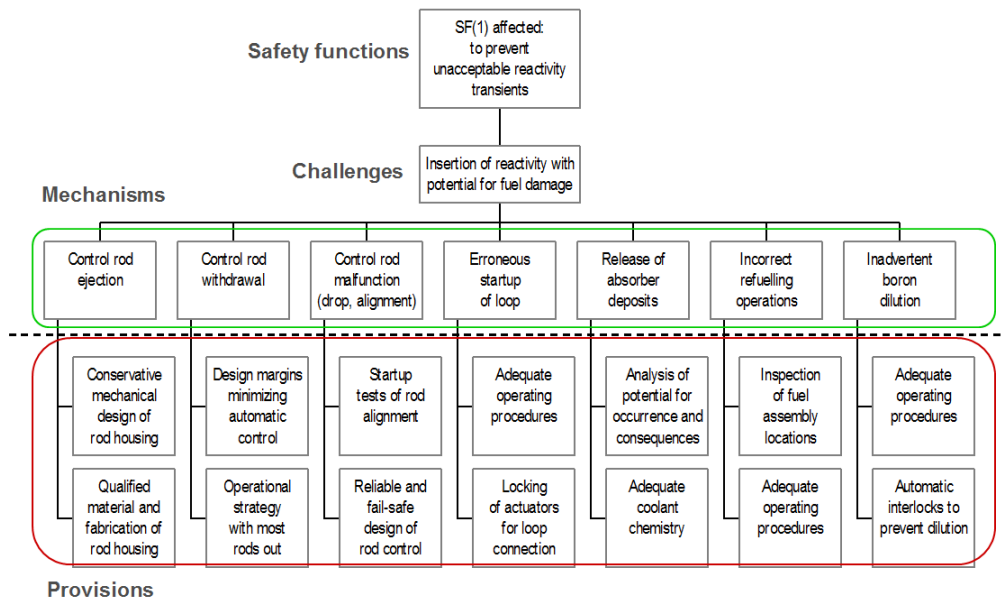 SF(1) affected:
to prevent
unacceptable reactivity
transients
Safety functions
Insertion of reactivity with
potential for fuel damage
Challenges
Mechanisms
Control rod
ejection
Control rod
withdrawal
Control rod
malfunction
(drop, alignment)
Erroneous
startup
of loop
Release of
absorber
deposits
Incorrect
refuelling
operations
Inadvertent
boron
dilution
Conservative
mechanical
design of
rod housing
Design margins
minimizing
automatic
control
Startup
tests of rod
alignment
Adequate
operating
procedures
Analysis of
potential for
occurrence and
consequences
Inspection
of fuel
assembly
locations
Adequate
operating
procedures
Qualified
material and
fabrication of
rod housing
Operational
strategy
with most
rods out
Reliable and
fail-safe
design of
rod control
Locking
of actuators
for loop
connection
Adequate
coolant
chemistry
Adequate
operating
procedures
Automatic
interlocks to
prevent dilution
Provisions